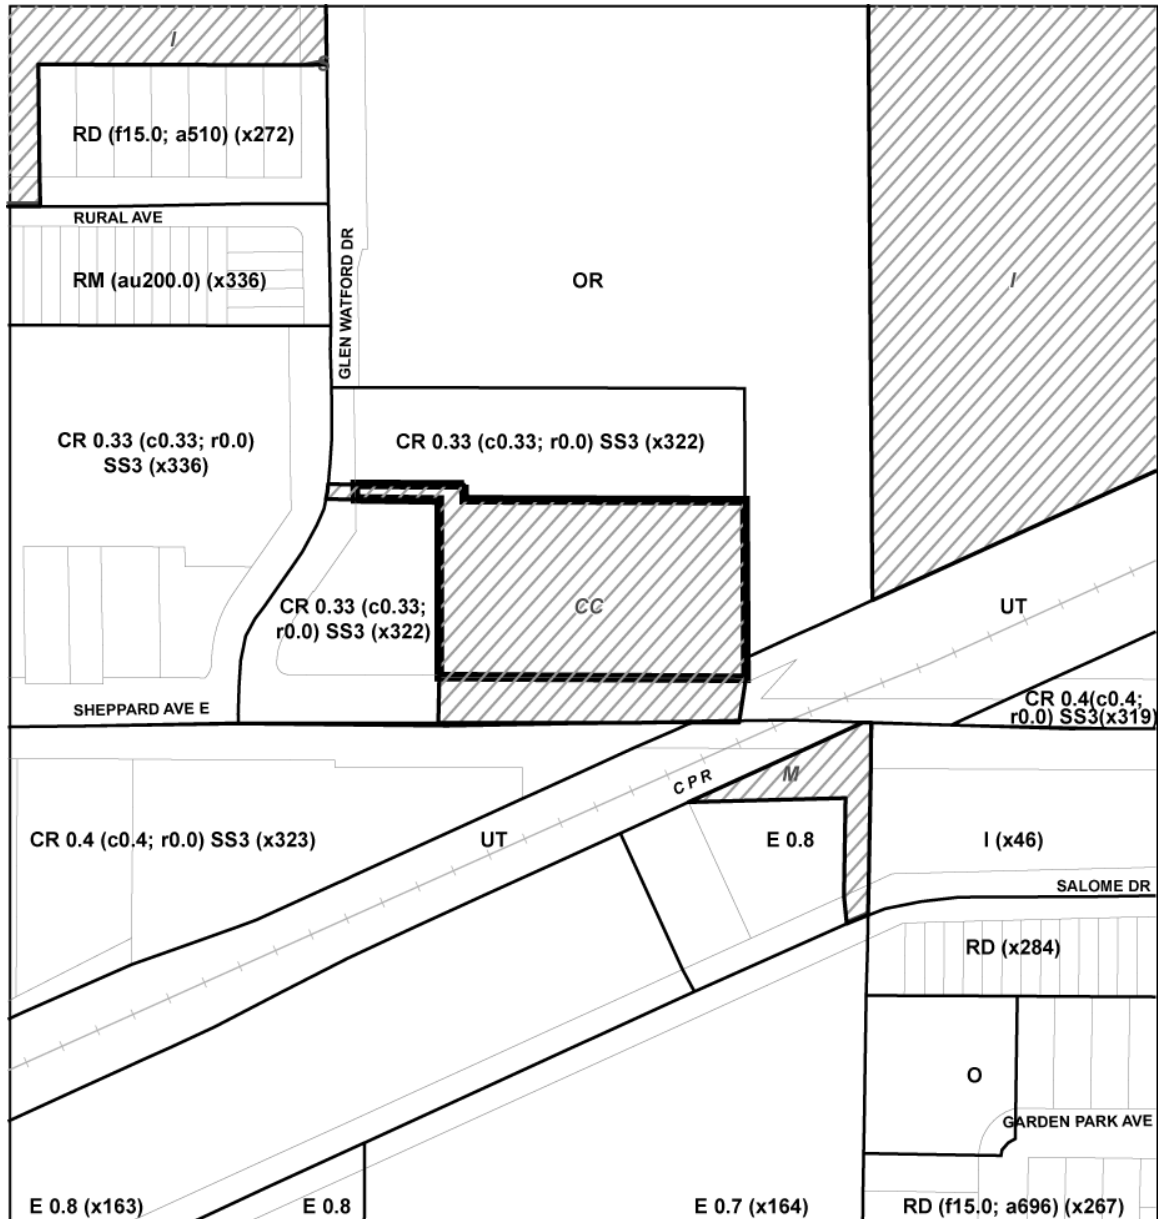 I
S
RD (f15.0; a510) (x272)
RURAL AVE
RM (au200.0) (x336)
GLEN WATFORD DR
OR
I
CR 0.33 (c0.33; r0.0)
SS3 (x336)
CR 0.33 (c0.33; r0.0) SS3 (x322)
CR 0.33 (c0.33;
r0.0) SS3 (x322)
CC
UT
SHEPPARD AVE E
CR 0.4(c0.4;
r0.0) SS3(x319)
CPR
M
CR 0.4 (c0.4; r0.0) SS3 (x323)
UT
E 0.8
I (x46)
SALOME DR
RD (x284)
O
GARDEN PARK AVE
E 0.8 (x163)
E 0.8
E 0.7 (x164)
RD (f15.0; a696) (x267)